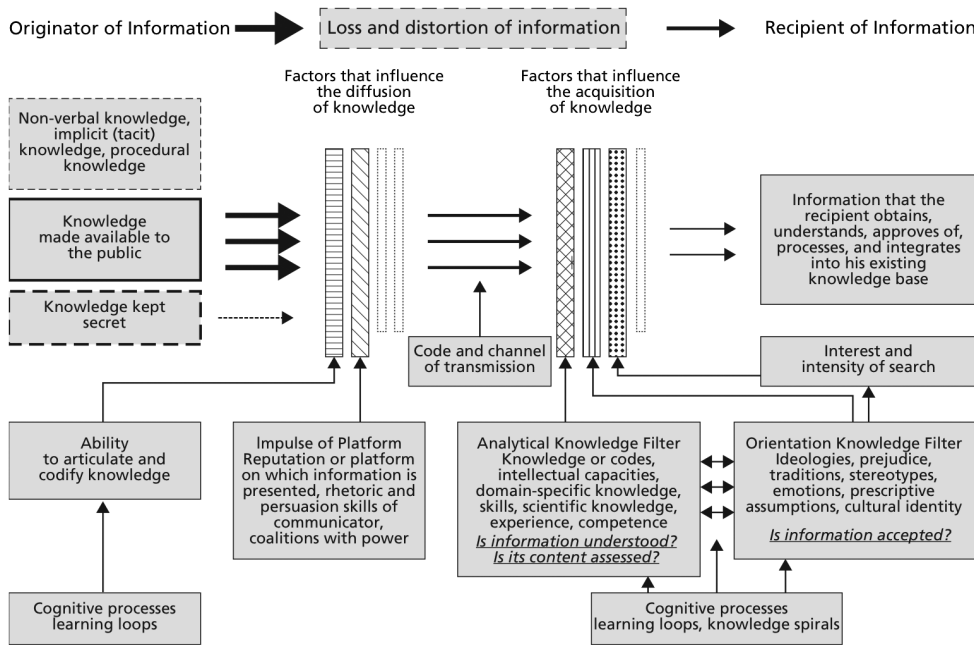 Originator of Information
Loss and distortion of information
Recipient of Information
Factors that influence
the diffusion
of knowledge
Factors that influence
the acquisition
of knowledge
Non-verbal knowledge,
implicit (tacit)
knowledge, procedural
knowledge
Knowledge
made available to
the public
Knowledge kept
secret
Information that the
recipient obtains,
understands, approves of,
processes, and integrates
into his existing
knowledge base
Code and channel
of transmission
Interest and
intensity of search
Ability
to articulate and
codify knowledge
Impulse of Platform
Reputation or platform
on which information is
presented, rhetoric and
persuasion skills of
communicator,
coalitions with power
Analytical Knowledge Filter
Knowledge or codes,
intellectual capacities,
domain-specific knowledge,
skills, scientific knowledge,
experience, competence
Is information understood?
Is its content assessed?
Orientation Knowledge Filter
Ideologies, prejudice,
traditions, stereotypes,
emotions, prescriptive
assumptions, cultural identity
Is information accepted?
Cognitive processes
learning loops
Cognitive processes
learning loops, knowledge spirals